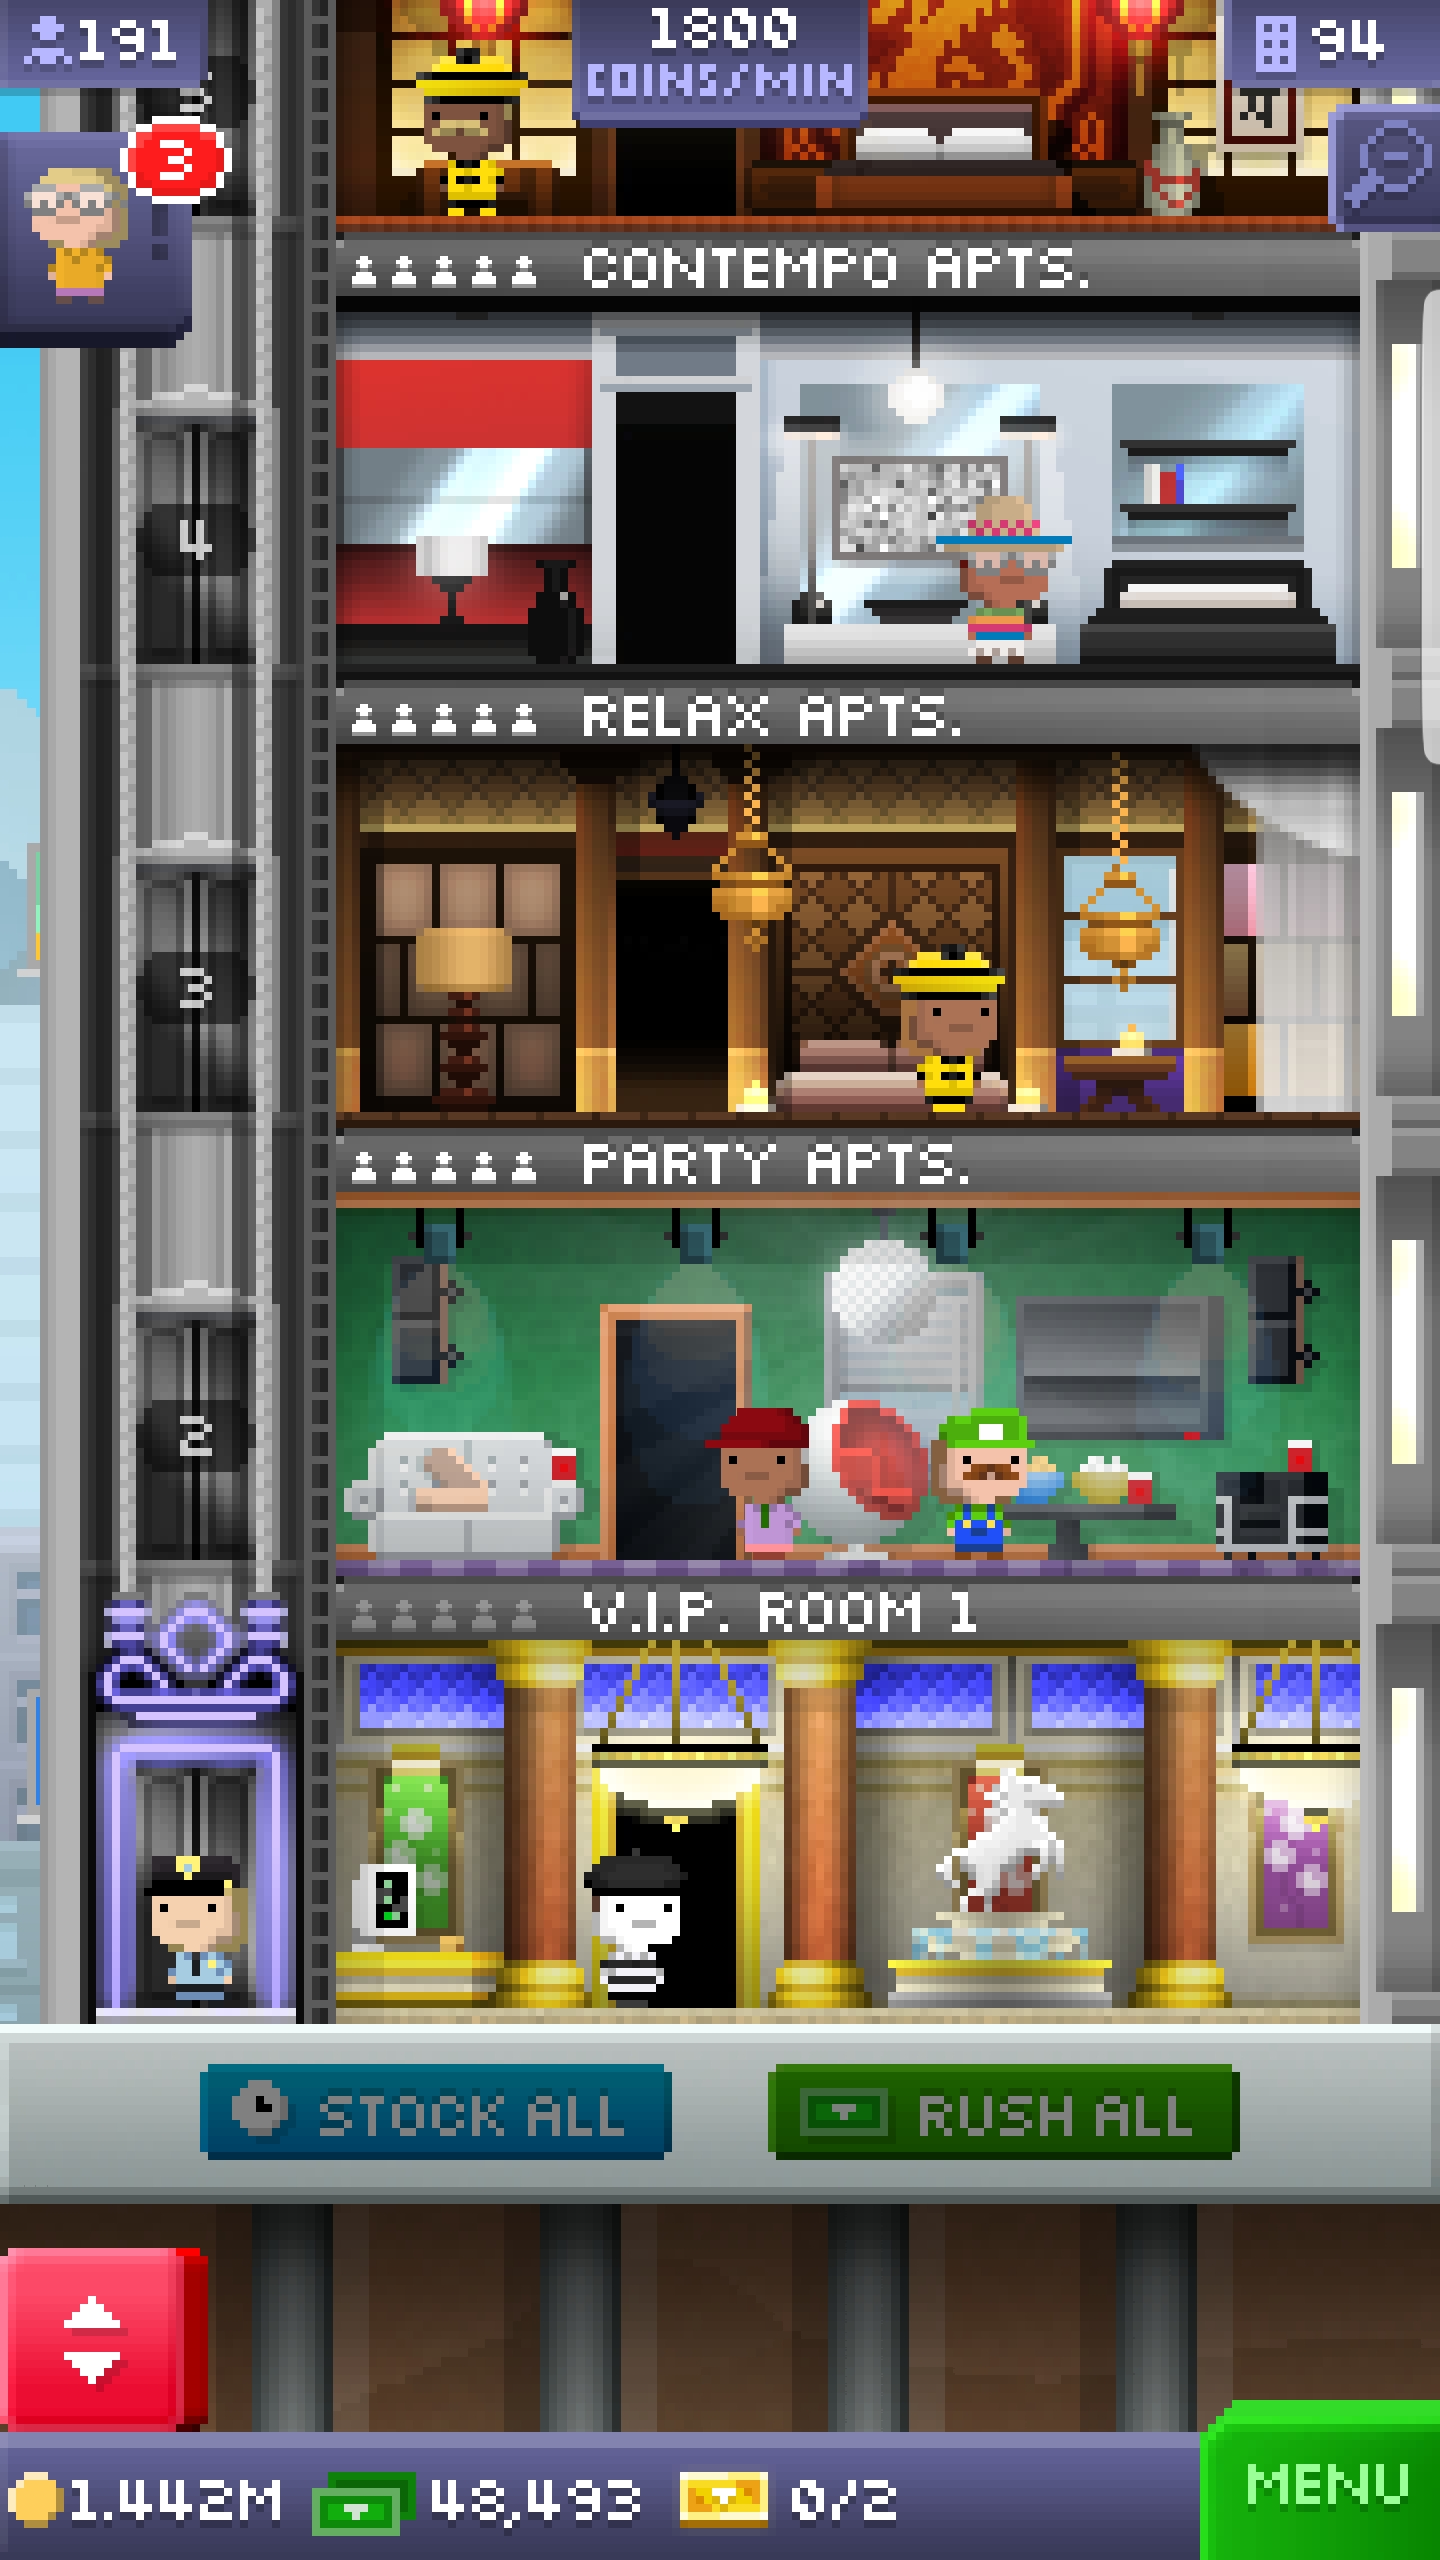 191
1800
COINS/MIN
94
3
CONTEMPO APTS.
4
RELAX APTS.
3
PARTY APTS.
2
V.I.P. ROOM 1
STOCK ALL
RUSH ALL
1.442M
48,493
0/2
MENU